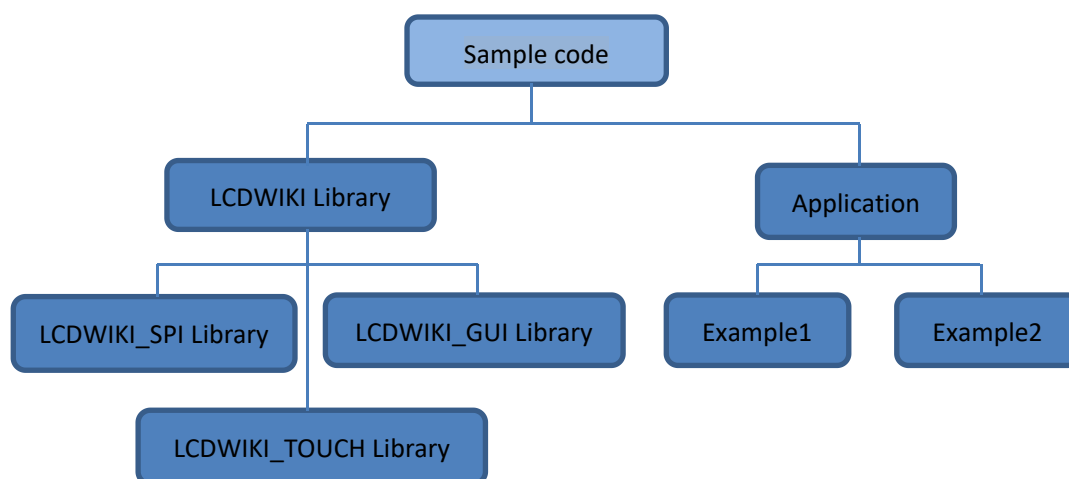 Sample code
LCDWIKI Library
Application
LCDWIKI_SPI Library
LCDWIKI_GUI Library
Example1
Example2
LCDWIKI_TOUCH Library